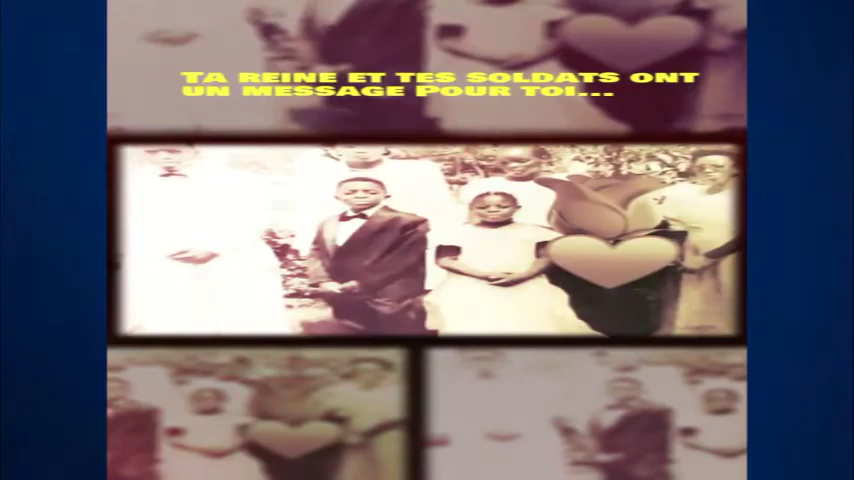 Ta reine et tes soldats ont
un message Pour toi...